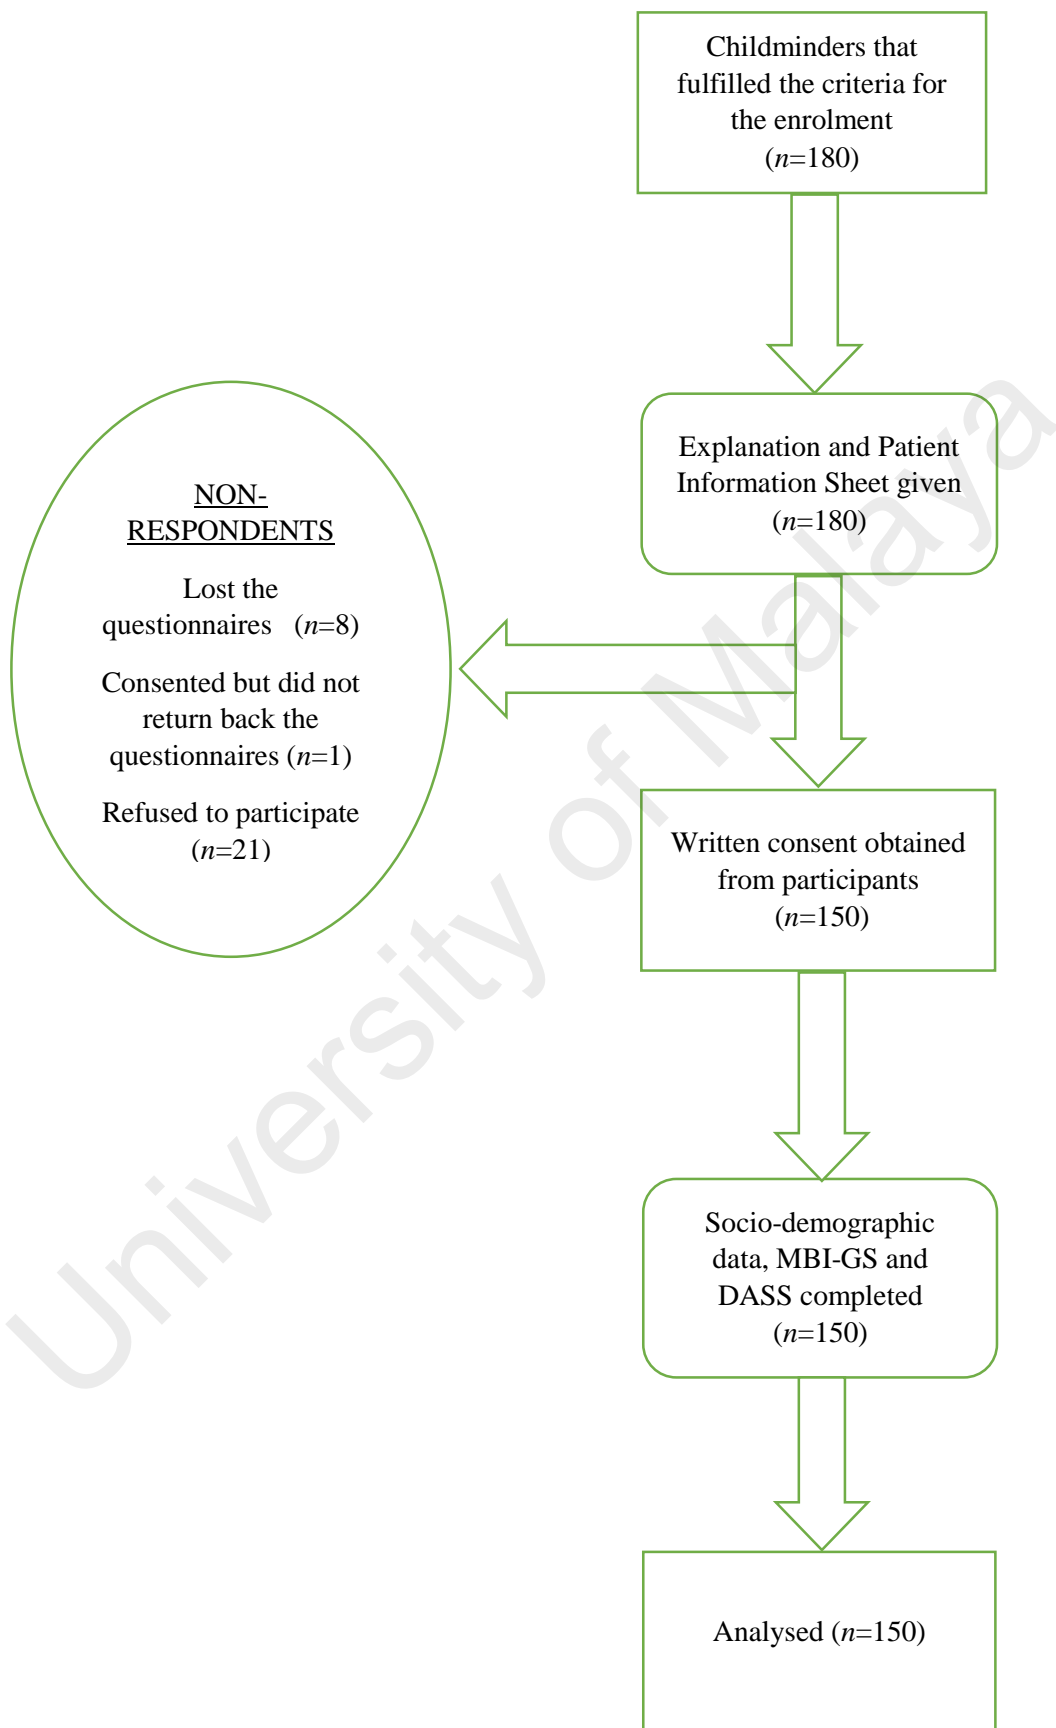 Childminders that
fulfilled the criteria for
the enrolment
(n=180)
Explanation and Patient
Information Sheet given
(n=180)
NON-
RESPONDENTS
Lost the
questionnaires (n=8)
Consented but did not
return back the
questionnaires (n=1)
Refused to participate
(n=21)
Written consent obtained
from participants
(n=150)
Socio-demographic
data, MBI-GS and
DASS completed
(n=150)
Analysed (n=150)
University of Malaya